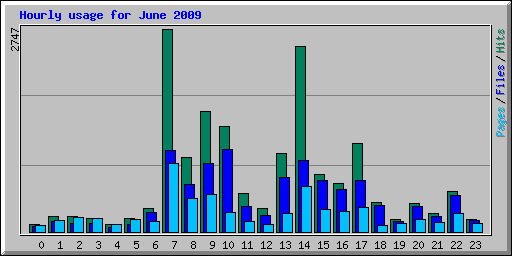 Hourly usage for June 2009
2747
Pages / Files / Hits
0 1 2 3 4 5 6 7 8 9 10 11 12 13 14 15 16 17 18 19 20 21 22 23